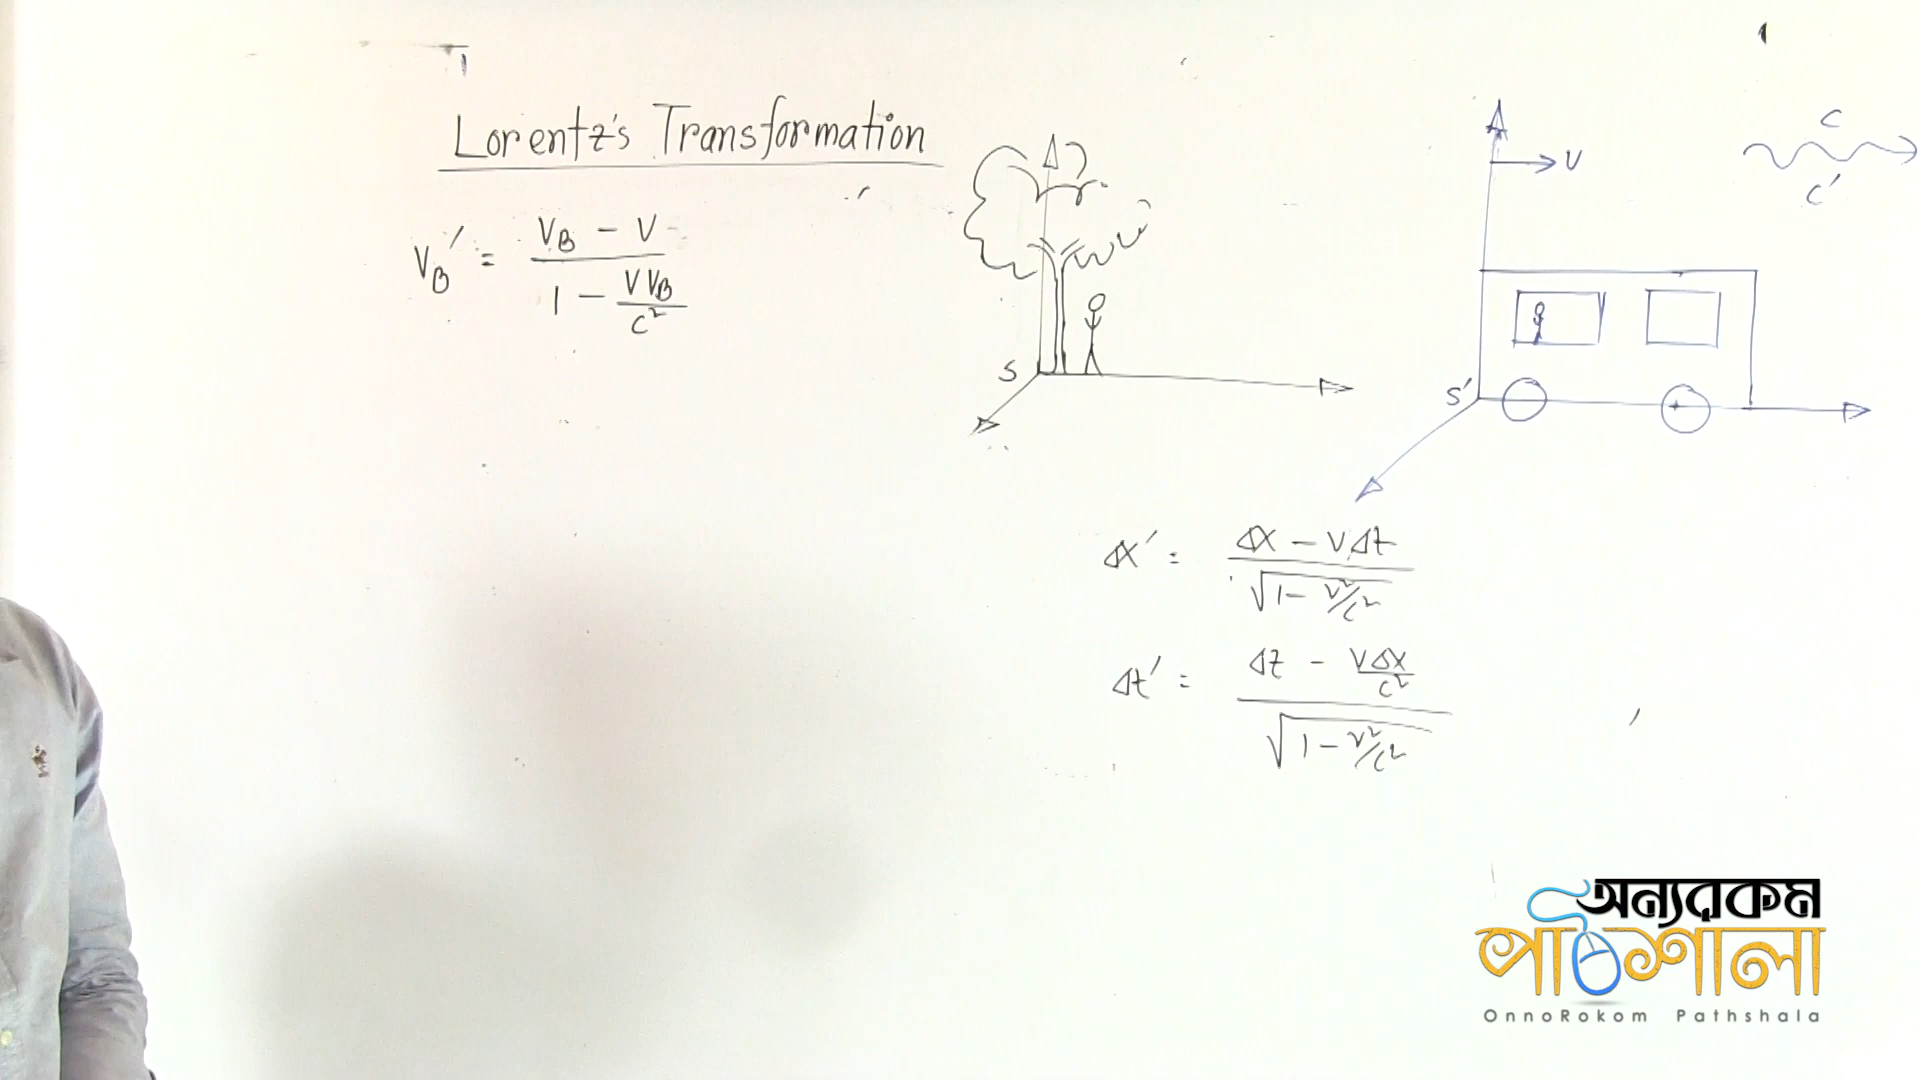 Lorentz's Transformation
V_B' = (V_B - V) / (1 - V V_B / c²)
S
S'
V
C
C'
Δx' = (Δx - VΔt) / √(1 - V²/c²)
Δt' = (Δt - VΔx/c²) / √(1 - V²/c²)
অন্যরকম
পাঠশালা
OnnoRokom Pathshala